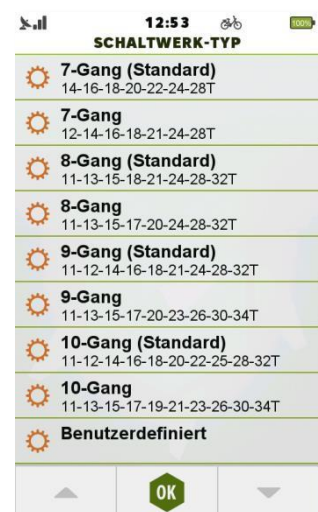 12:53
100%
SCHALTWERK-TYP
7-Gang (Standard)
14-16-18-20-22-24-28T
7-Gang
12-14-16-18-21-24-28T
8-Gang (Standard)
11-13-15-18-21-24-28-32T
8-Gang
11-13-15-17-20-24-28-32T
9-Gang (Standard)
11-12-14-16-18-21-24-28-32T
9-Gang
11-13-15-17-20-23-26-30-34T
10-Gang (Standard)
11-12-14-16-18-20-22-25-28-32T
10-Gang
11-13-15-17-19-21-23-26-30-34T
Benutzerdefiniert
OK